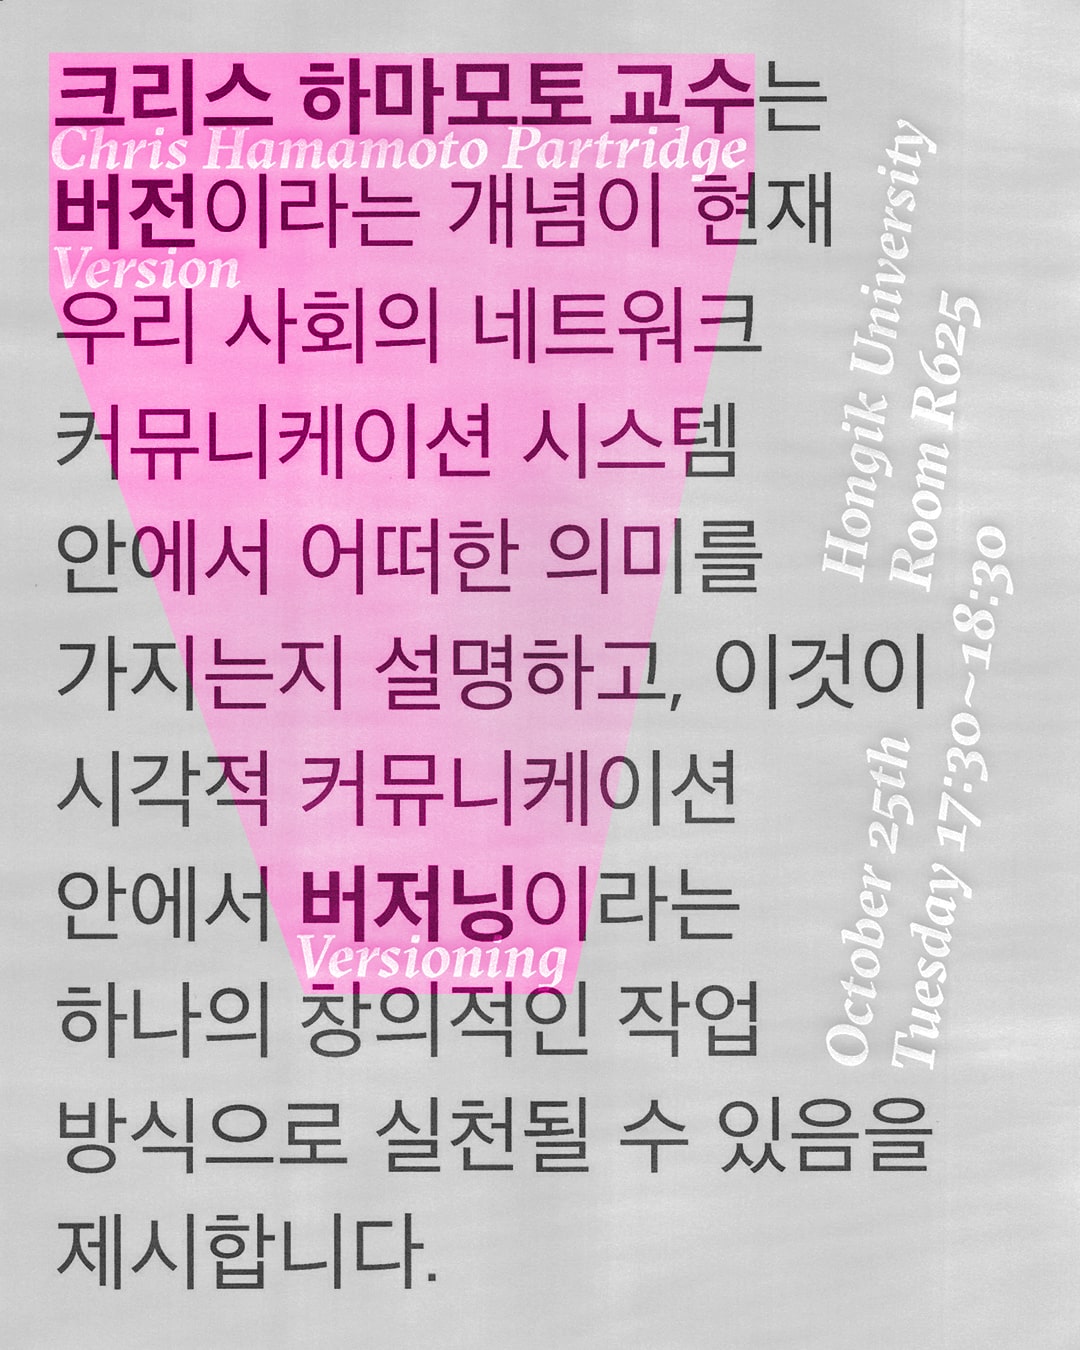 크리스 하마모토 교수는
Chris Hamamoto Partridge
버전이라는 개념이 현재
Version
우리 사회의 네트워크
커뮤니케이션 시스템
안에서 어떠한 의미를
가지는지 설명하고, 이것이
시각적 커뮤니케이션
안에서 버저닝이라는
Versioning
하나의 창의적인 작업
방식으로 실천될 수 있음을
제시합니다.
Hongik University
Room R625
October 25th
Tuesday 17:30~18:30